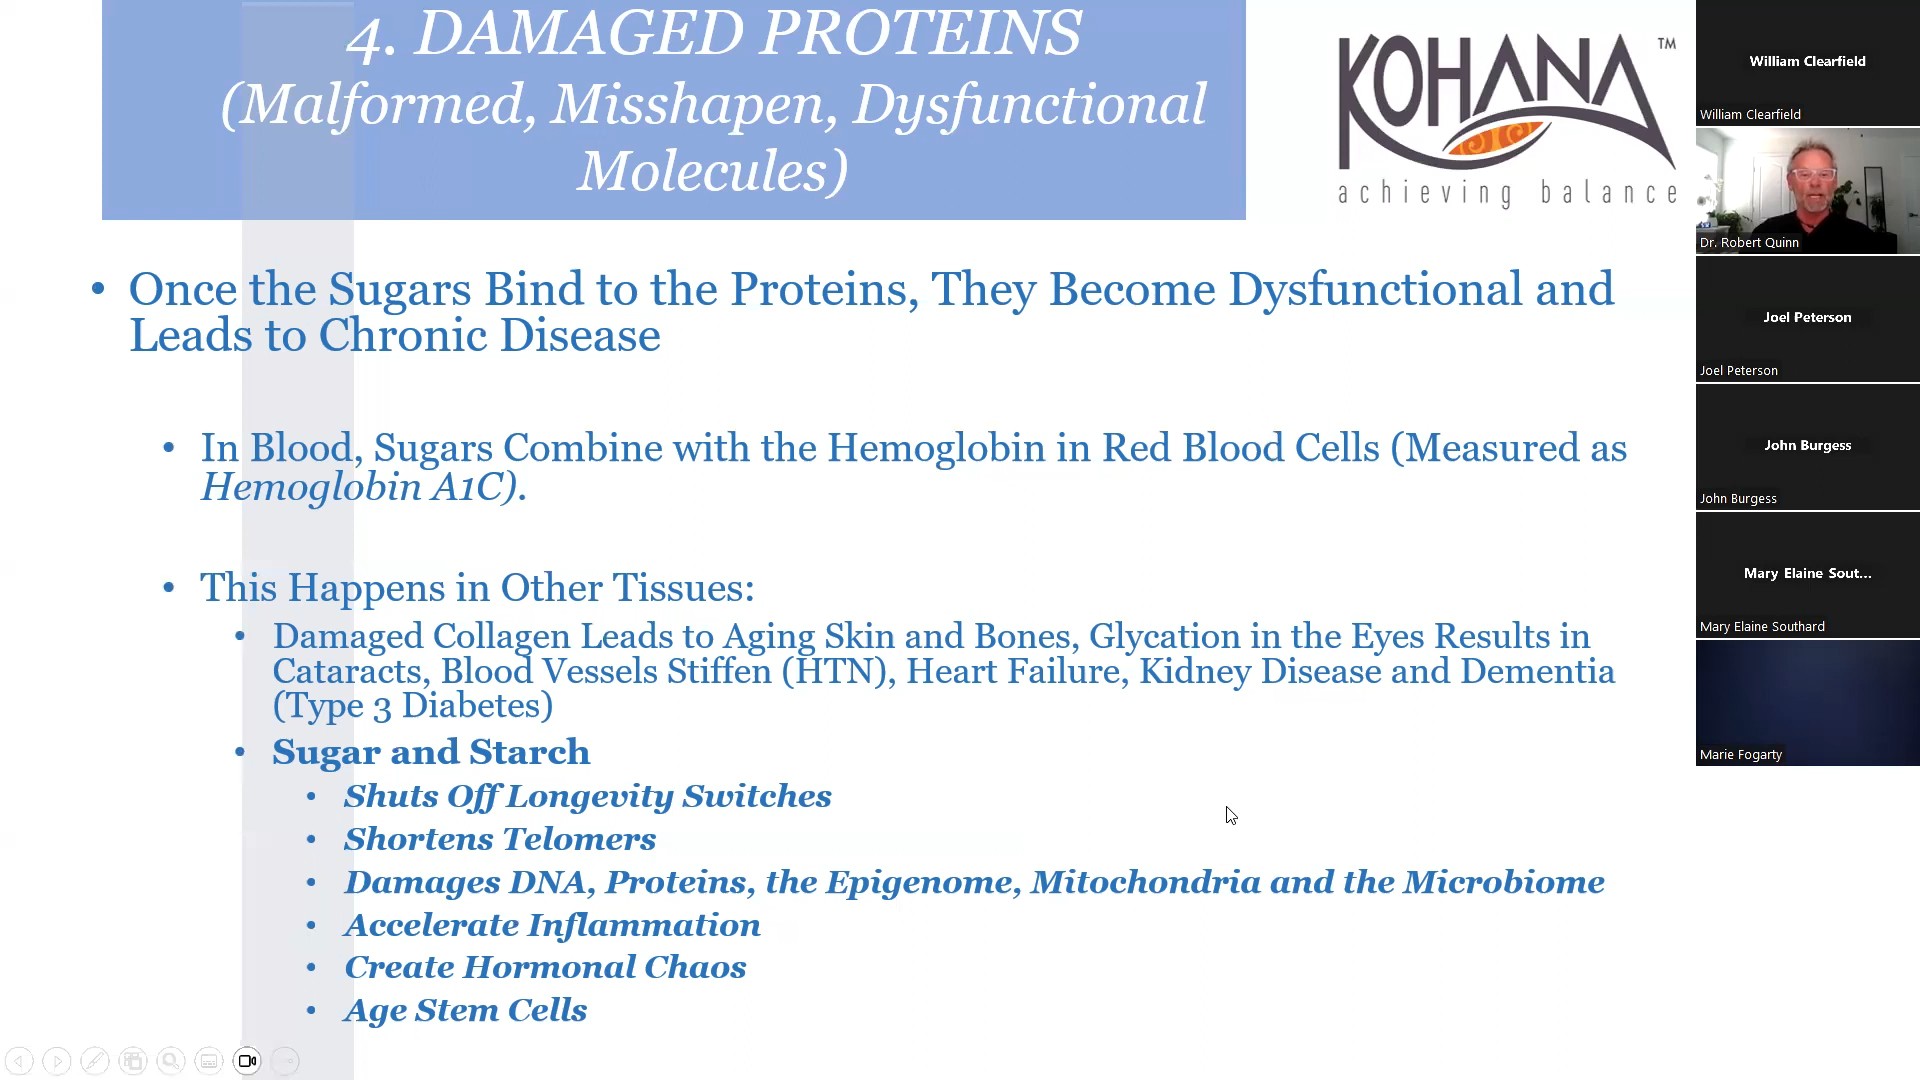 4. DAMAGED PROTEINS
(Malformed, Misshapen, Dysfunctional
Molecules)
KOHANA™
achieving balance
• Once the Sugars Bind to the Proteins, They Become Dysfunctional and
Leads to Chronic Disease
• In Blood, Sugars Combine with the Hemoglobin in Red Blood Cells (Measured as
Hemoglobin A1C).
• This Happens in Other Tissues:
• Damaged Collagen Leads to Aging Skin and Bones, Glycation in the Eyes Results in
Cataracts, Blood Vessels Stiffen (HTN), Heart Failure, Kidney Disease and Dementia
(Type 3 Diabetes)
• Sugar and Starch
• Shuts Off Longevity Switches
• Shortens Telomers
• Damages DNA, Proteins, the Epigenome, Mitochondria and the Microbiome
• Accelerate Inflammation
• Create Hormonal Chaos
• Age Stem Cells
William Clearfield
William Clearfield
Dr. Robert Quinn
Joel Peterson
Joel Peterson
John Burgess
John Burgess
Mary Elaine Sout...
Mary Elaine Southard
Marie Fogarty